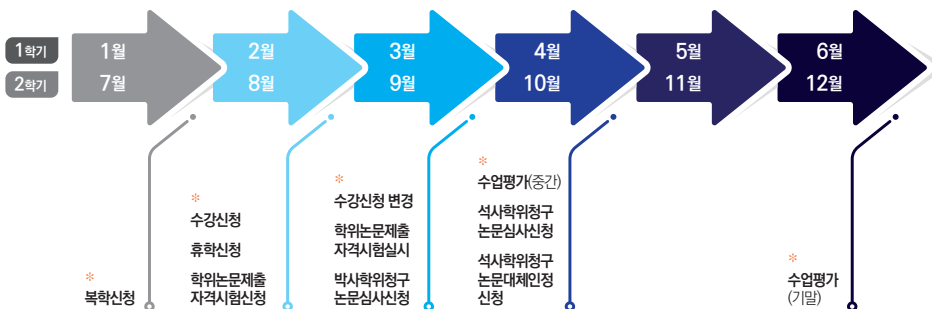 1학기 1월 2월 3월 4월 5월 6월
2학기 7월 8월 9월 10월 11월 12월
*
복학신청
*
수강신청
휴학신청
학위논문제출
자격시험신청
*
수강신청 변경
학위논문제출
자격시험실시
박사학위청구
논문심사신청
*
수업평가(중간)
석사학위청구
논문심사신청
석사학위청구
논문대체인정
신청
*
수업평가
(기말)